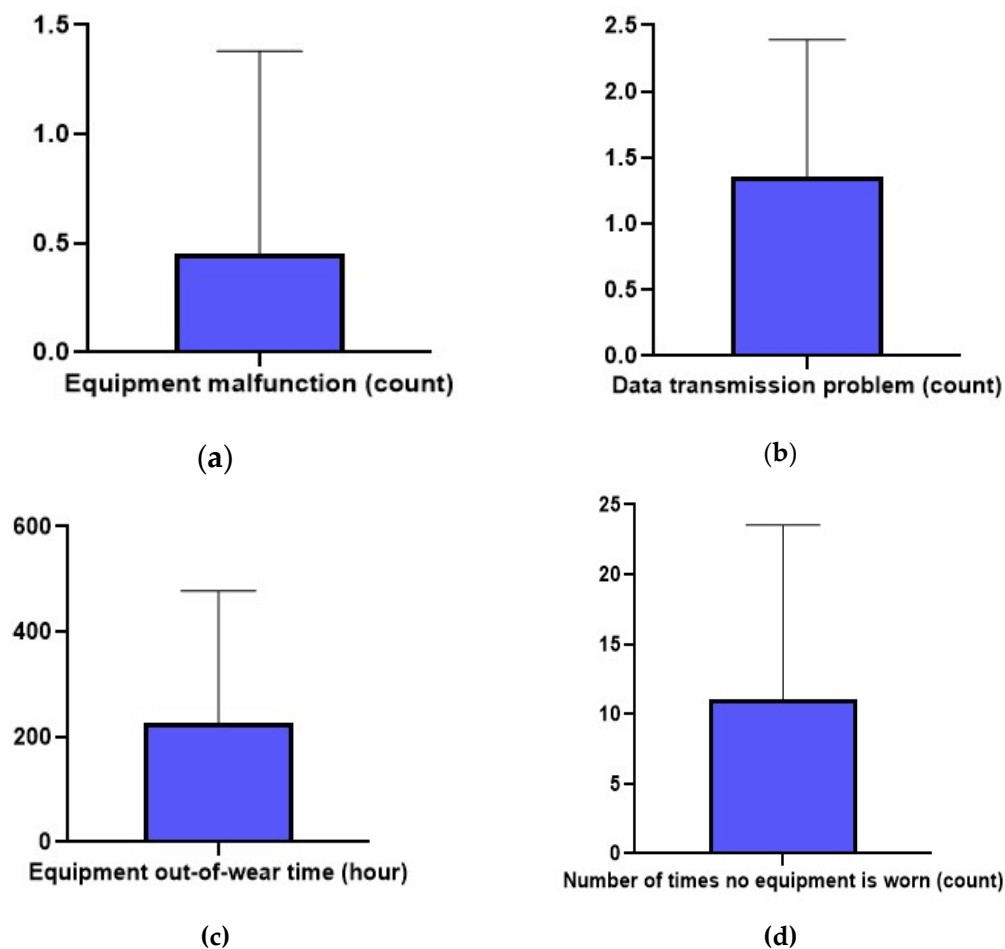 1.5
1.0
0.5
0.0
Equipment malfunction (count)
(a)
2.5
2.0
1.5
1.0
0.5
0.0
Data transmission problem (count)
(b)
600
400
200
0
Equipment out-of-wear time (hour)
(c)
25
20
15
10
5
0
Number of times no equipment is worn (count)
(d)